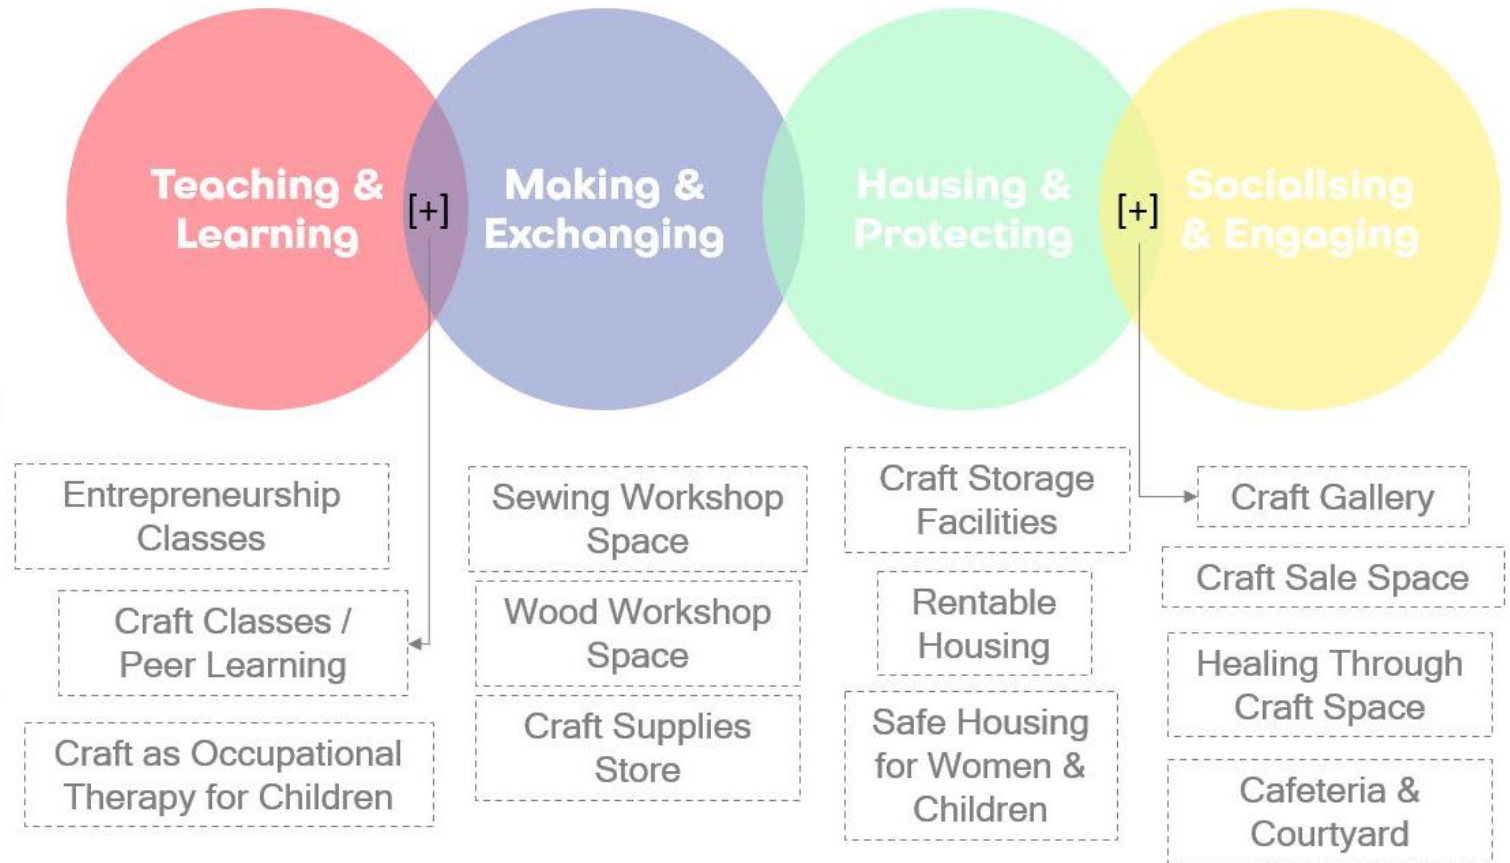 Teaching &
Learning
[+]
Making &
Exchanging
Housing &
Protecting
[+]
Socialising
& Engaging
Entrepreneurship
Classes
Craft Classes /
Peer Learning
Craft as Occupational
Therapy for Children
Sewing Workshop
Space
Wood Workshop
Space
Craft Supplies
Store
Craft Storage
Facilities
Rentable
Housing
Safe Housing
for Women &
Children
Craft Gallery
Craft Sale Space
Healing Through
Craft Space
Cafeteria &
Courtyard